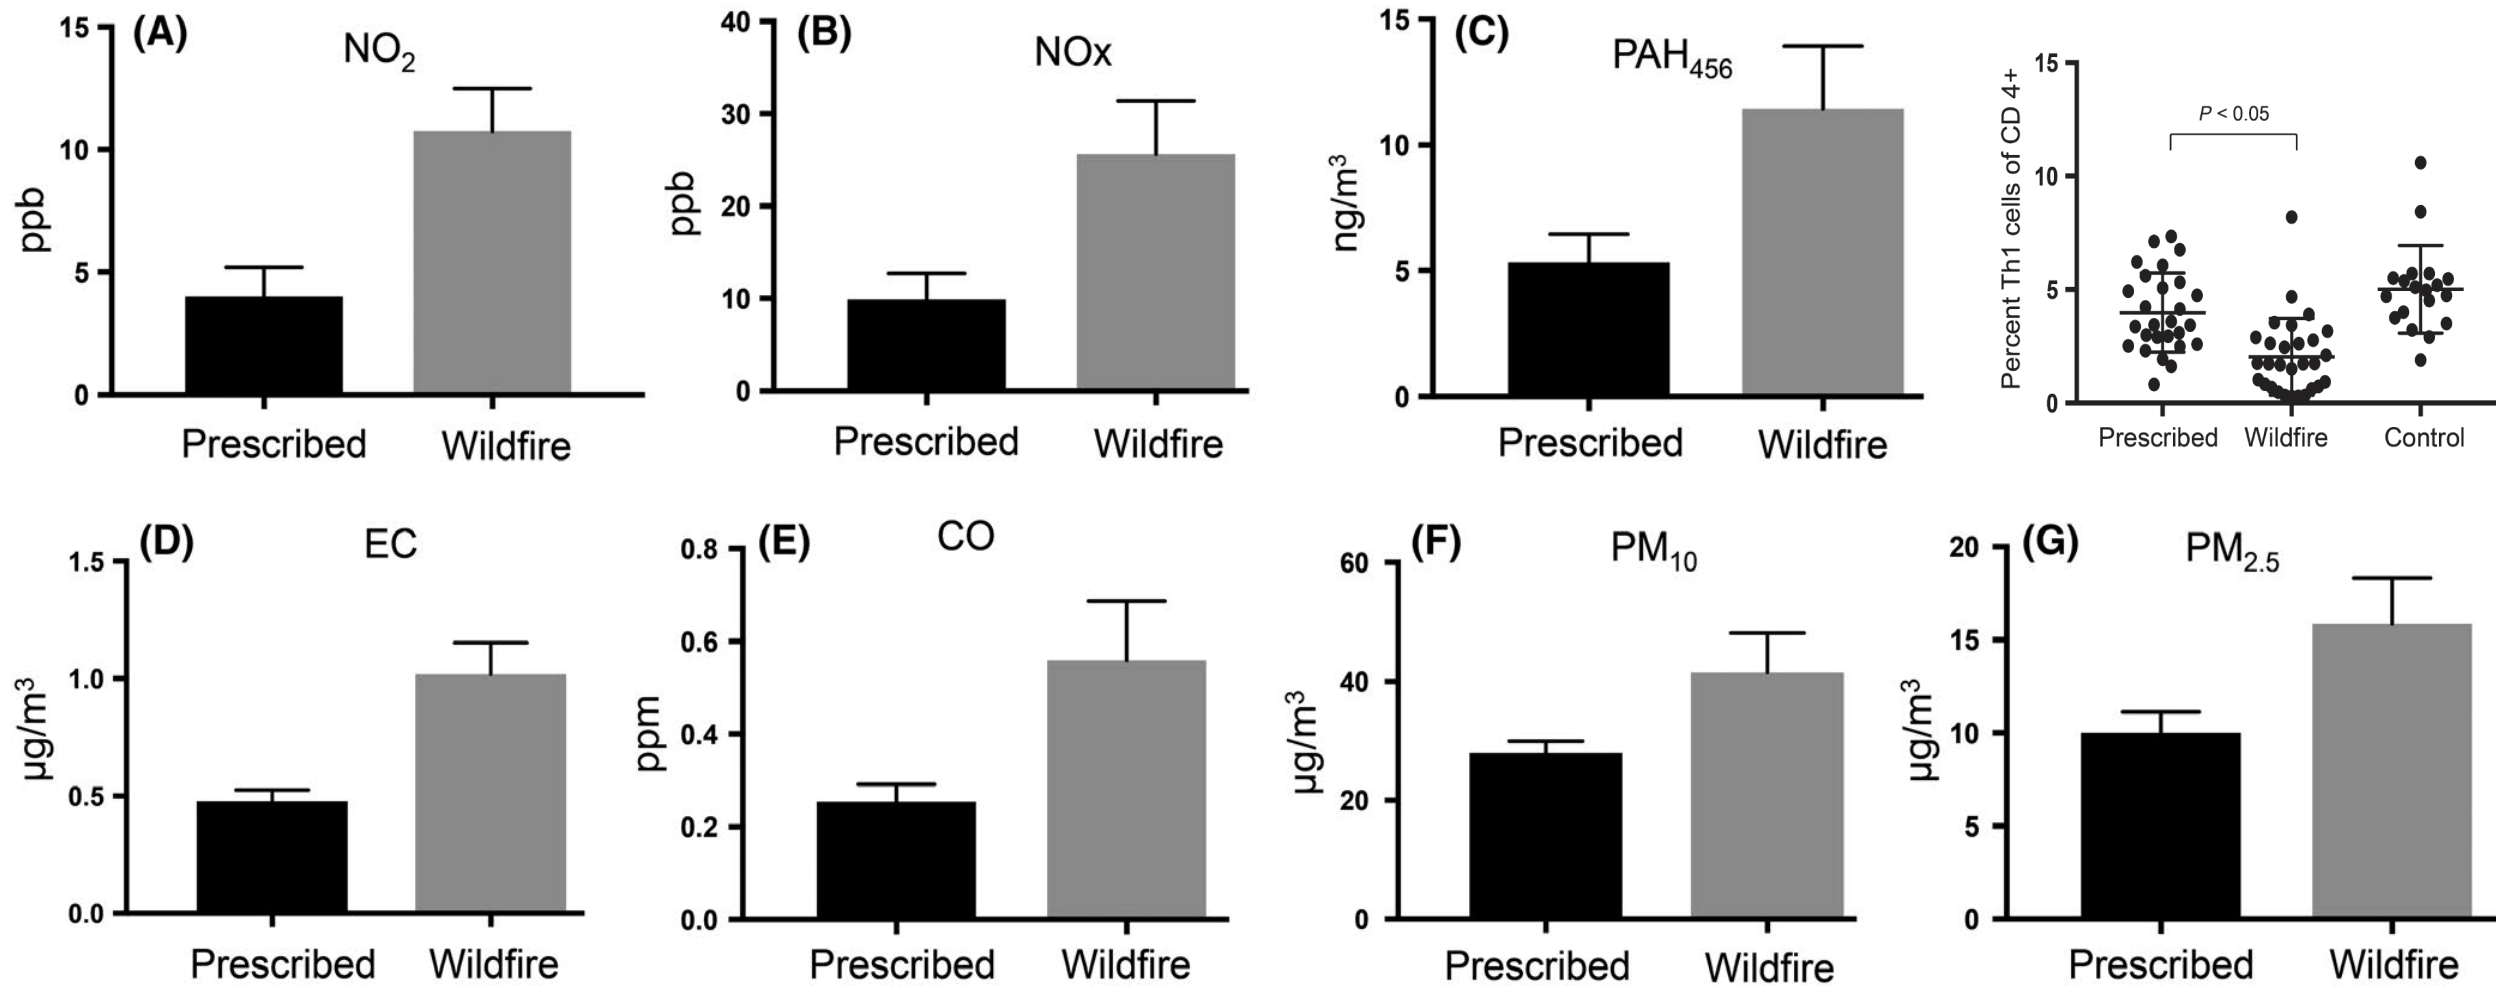 (A) NO2
15
10
5
0
ppb
Prescribed Wildfire
(B) NOx
40
30
20
10
0
ppb
Prescribed Wildfire
(C) PAH456
15
10
5
0
ng/m3
Prescribed Wildfire
15
10
5
0
Percent Th1 cells of CD 4+
P < 0.05
Prescribed Wildfire Control
(D) EC
1.5
1.0
0.5
0.0
µg/m3
Prescribed Wildfire
(E) CO
0.8
0.6
0.4
0.2
0.0
ppm
Prescribed Wildfire
(F) PM10
60
40
20
0
µg/m3
Prescribed Wildfire
(G) PM2.5
20
15
10
5
0
µg/m3
Prescribed Wildfire